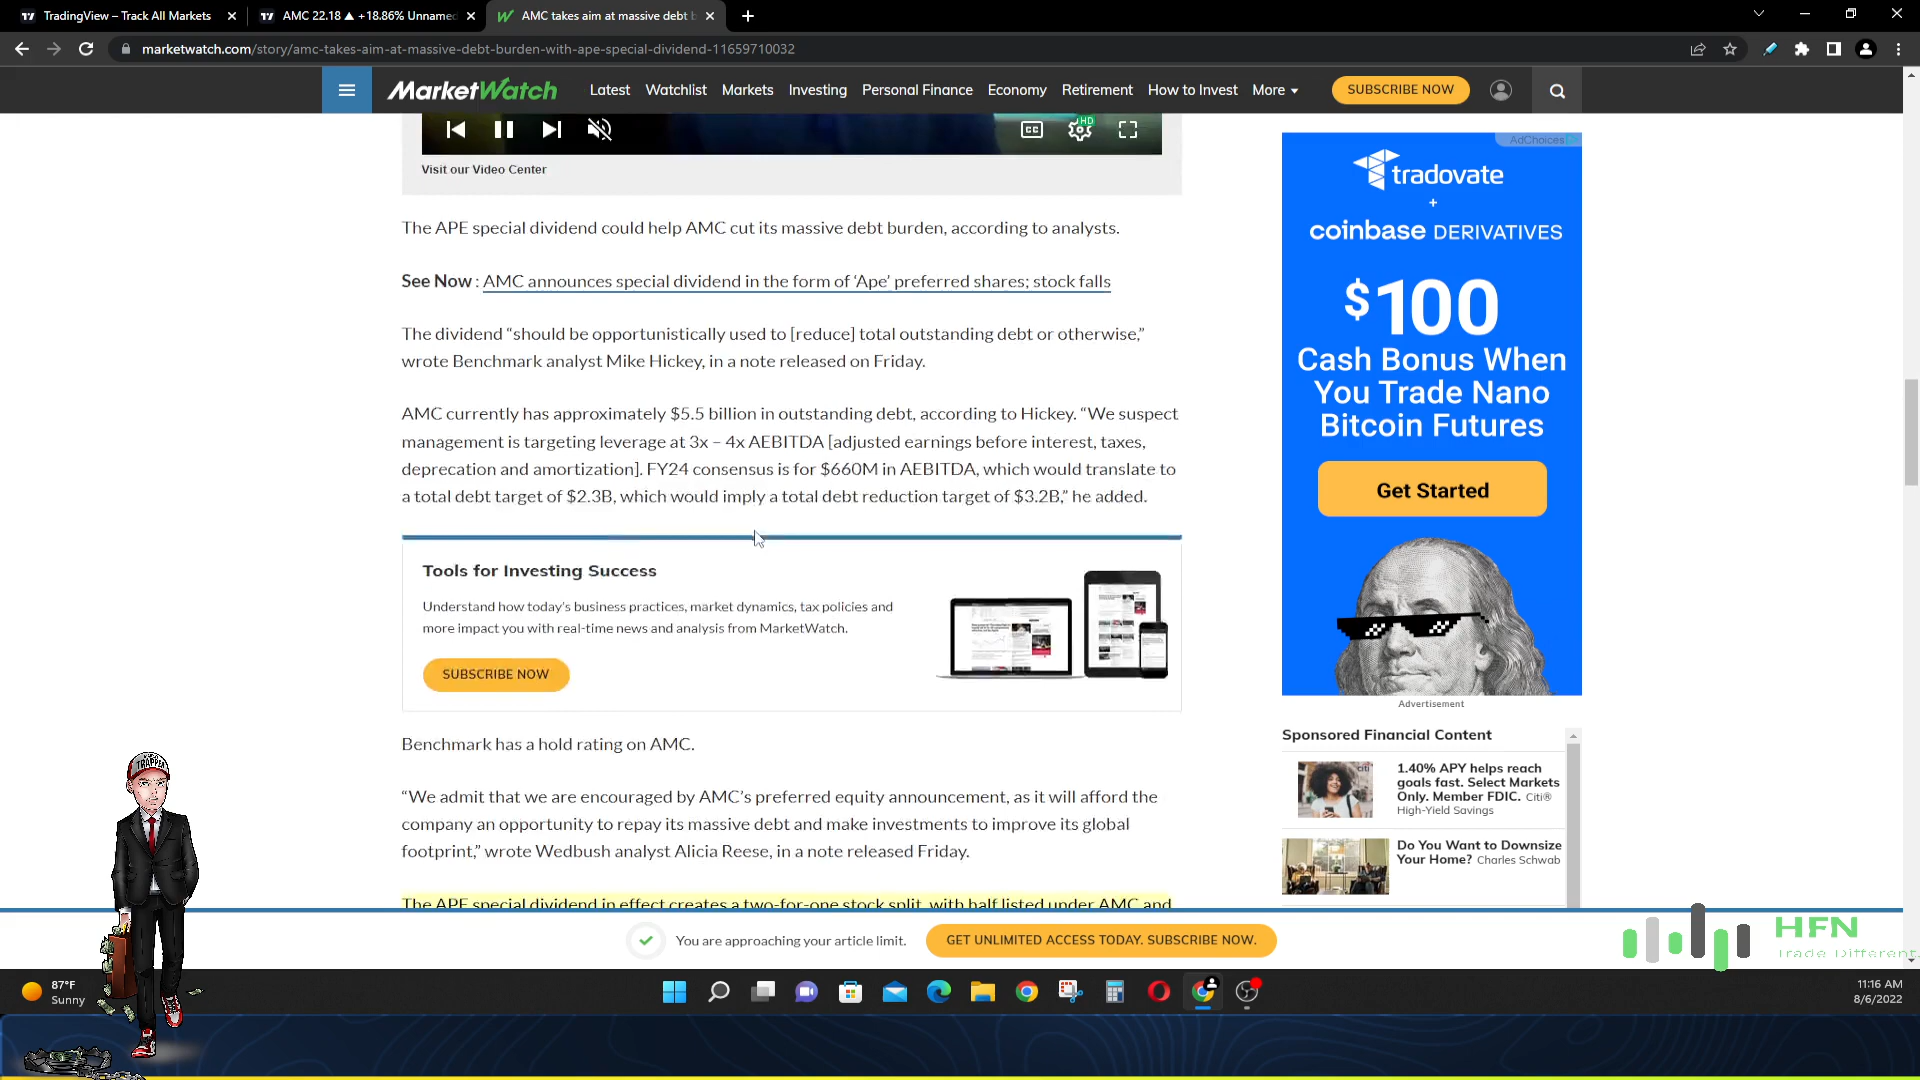 TradingView – Track All Markets
AMC 22.18 ▲ +18.86% Unnamed
AMC takes aim at massive debt b
marketwatch.com/story/amc-takes-aim-at-massive-debt-burden-with-ape-special-dividend-11659710032
MarketWatch Latest Watchlist Markets Investing Personal Finance Economy Retirement How to Invest More SUBSCRIBE NOW
HD
CC
Visit our Video Center
The APE special dividend could help AMC cut its massive debt burden, according to analysts.
See Now : AMC announces special dividend in the form of ‘Ape’ preferred shares; stock falls
The dividend “should be opportunistically used to [reduce] total outstanding debt or otherwise,”
wrote Benchmark analyst Mike Hickey, in a note released on Friday.
AMC currently has approximately $5.5 billion in outstanding debt, according to Hickey. “We suspect
management is targeting leverage at 3x – 4x AEBITDA [adjusted earnings before interest, taxes,
deprecation and amortization]. FY24 consensus is for $660M in AEBITDA, which would translate to
a total debt target of $2.3B, which would imply a total debt reduction target of $3.2B,” he added.
Tools for Investing Success
Understand how today's business practices, market dynamics, tax policies and
more impact you with real-time news and analysis from MarketWatch.
SUBSCRIBE NOW
Benchmark has a hold rating on AMC.
“We admit that we are encouraged by AMC’s preferred equity announcement, as it will afford the
company an opportunity to repay its massive debt and make investments to improve its global
footprint,” wrote Wedbush analyst Alicia Reese, in a note released Friday.
The APE special dividend in effect creates a two-for-one stock split, with half listed under AMC and
AdChoices
tradovate
+
coinbase DERIVATIVES
$100
Cash Bonus When
You Trade Nano
Bitcoin Futures
Get Started
Advertisement
Sponsored Financial Content
citi
1.40% APY helps reach
goals fast. Select Markets
Only. Member FDIC. Citi®
High-Yield Savings
Do You Want to Downsize
Your Home? Charles Schwab
You are approaching your article limit.
GET UNLIMITED ACCESS TODAY. SUBSCRIBE NOW.
TRAPPER
HFN
Trade Different.
87°F
Sunny
11:16 AM
8/6/2022